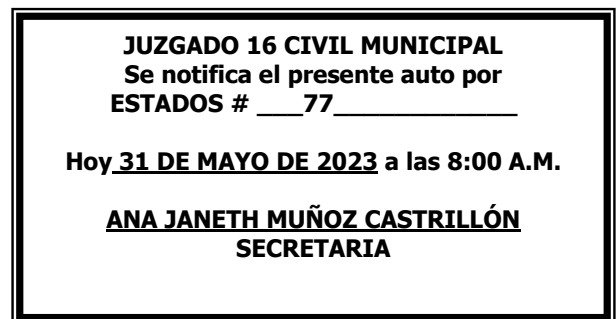 JUZGADO 16 CIVIL MUNICIPAL
Se notifica el presente auto por
ESTADOS # ___77____________
Hoy 31 DE MAYO DE 2023 a las 8:00 A.M.
ANA JANETH MUÑOZ CASTRILLÓN
SECRETARIA